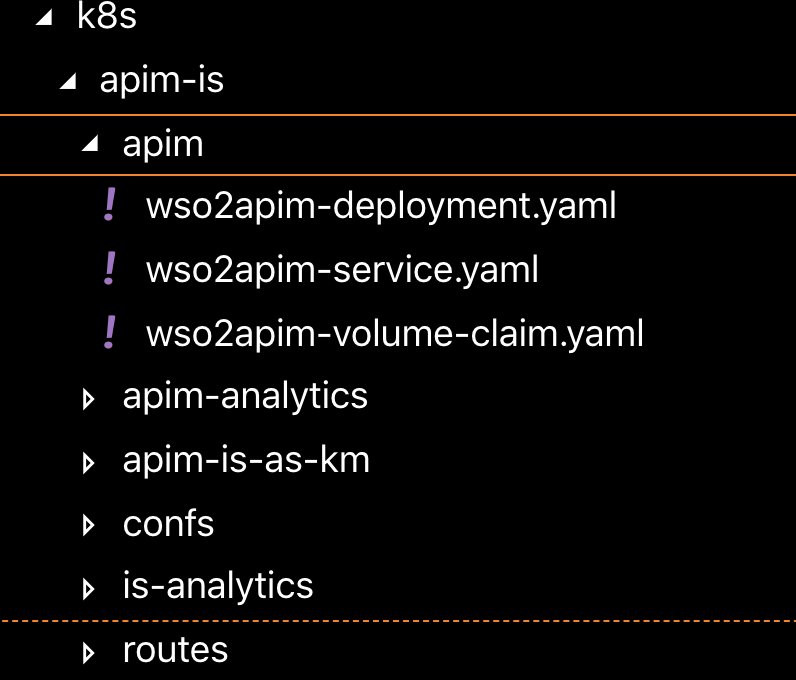 k8s
apim-is
apim
! wso2apim-deployment.yaml
! wso2apim-service.yaml
! wso2apim-volume-claim.yaml
apim-analytics
apim-is-as-km
confs
is-analytics
routes